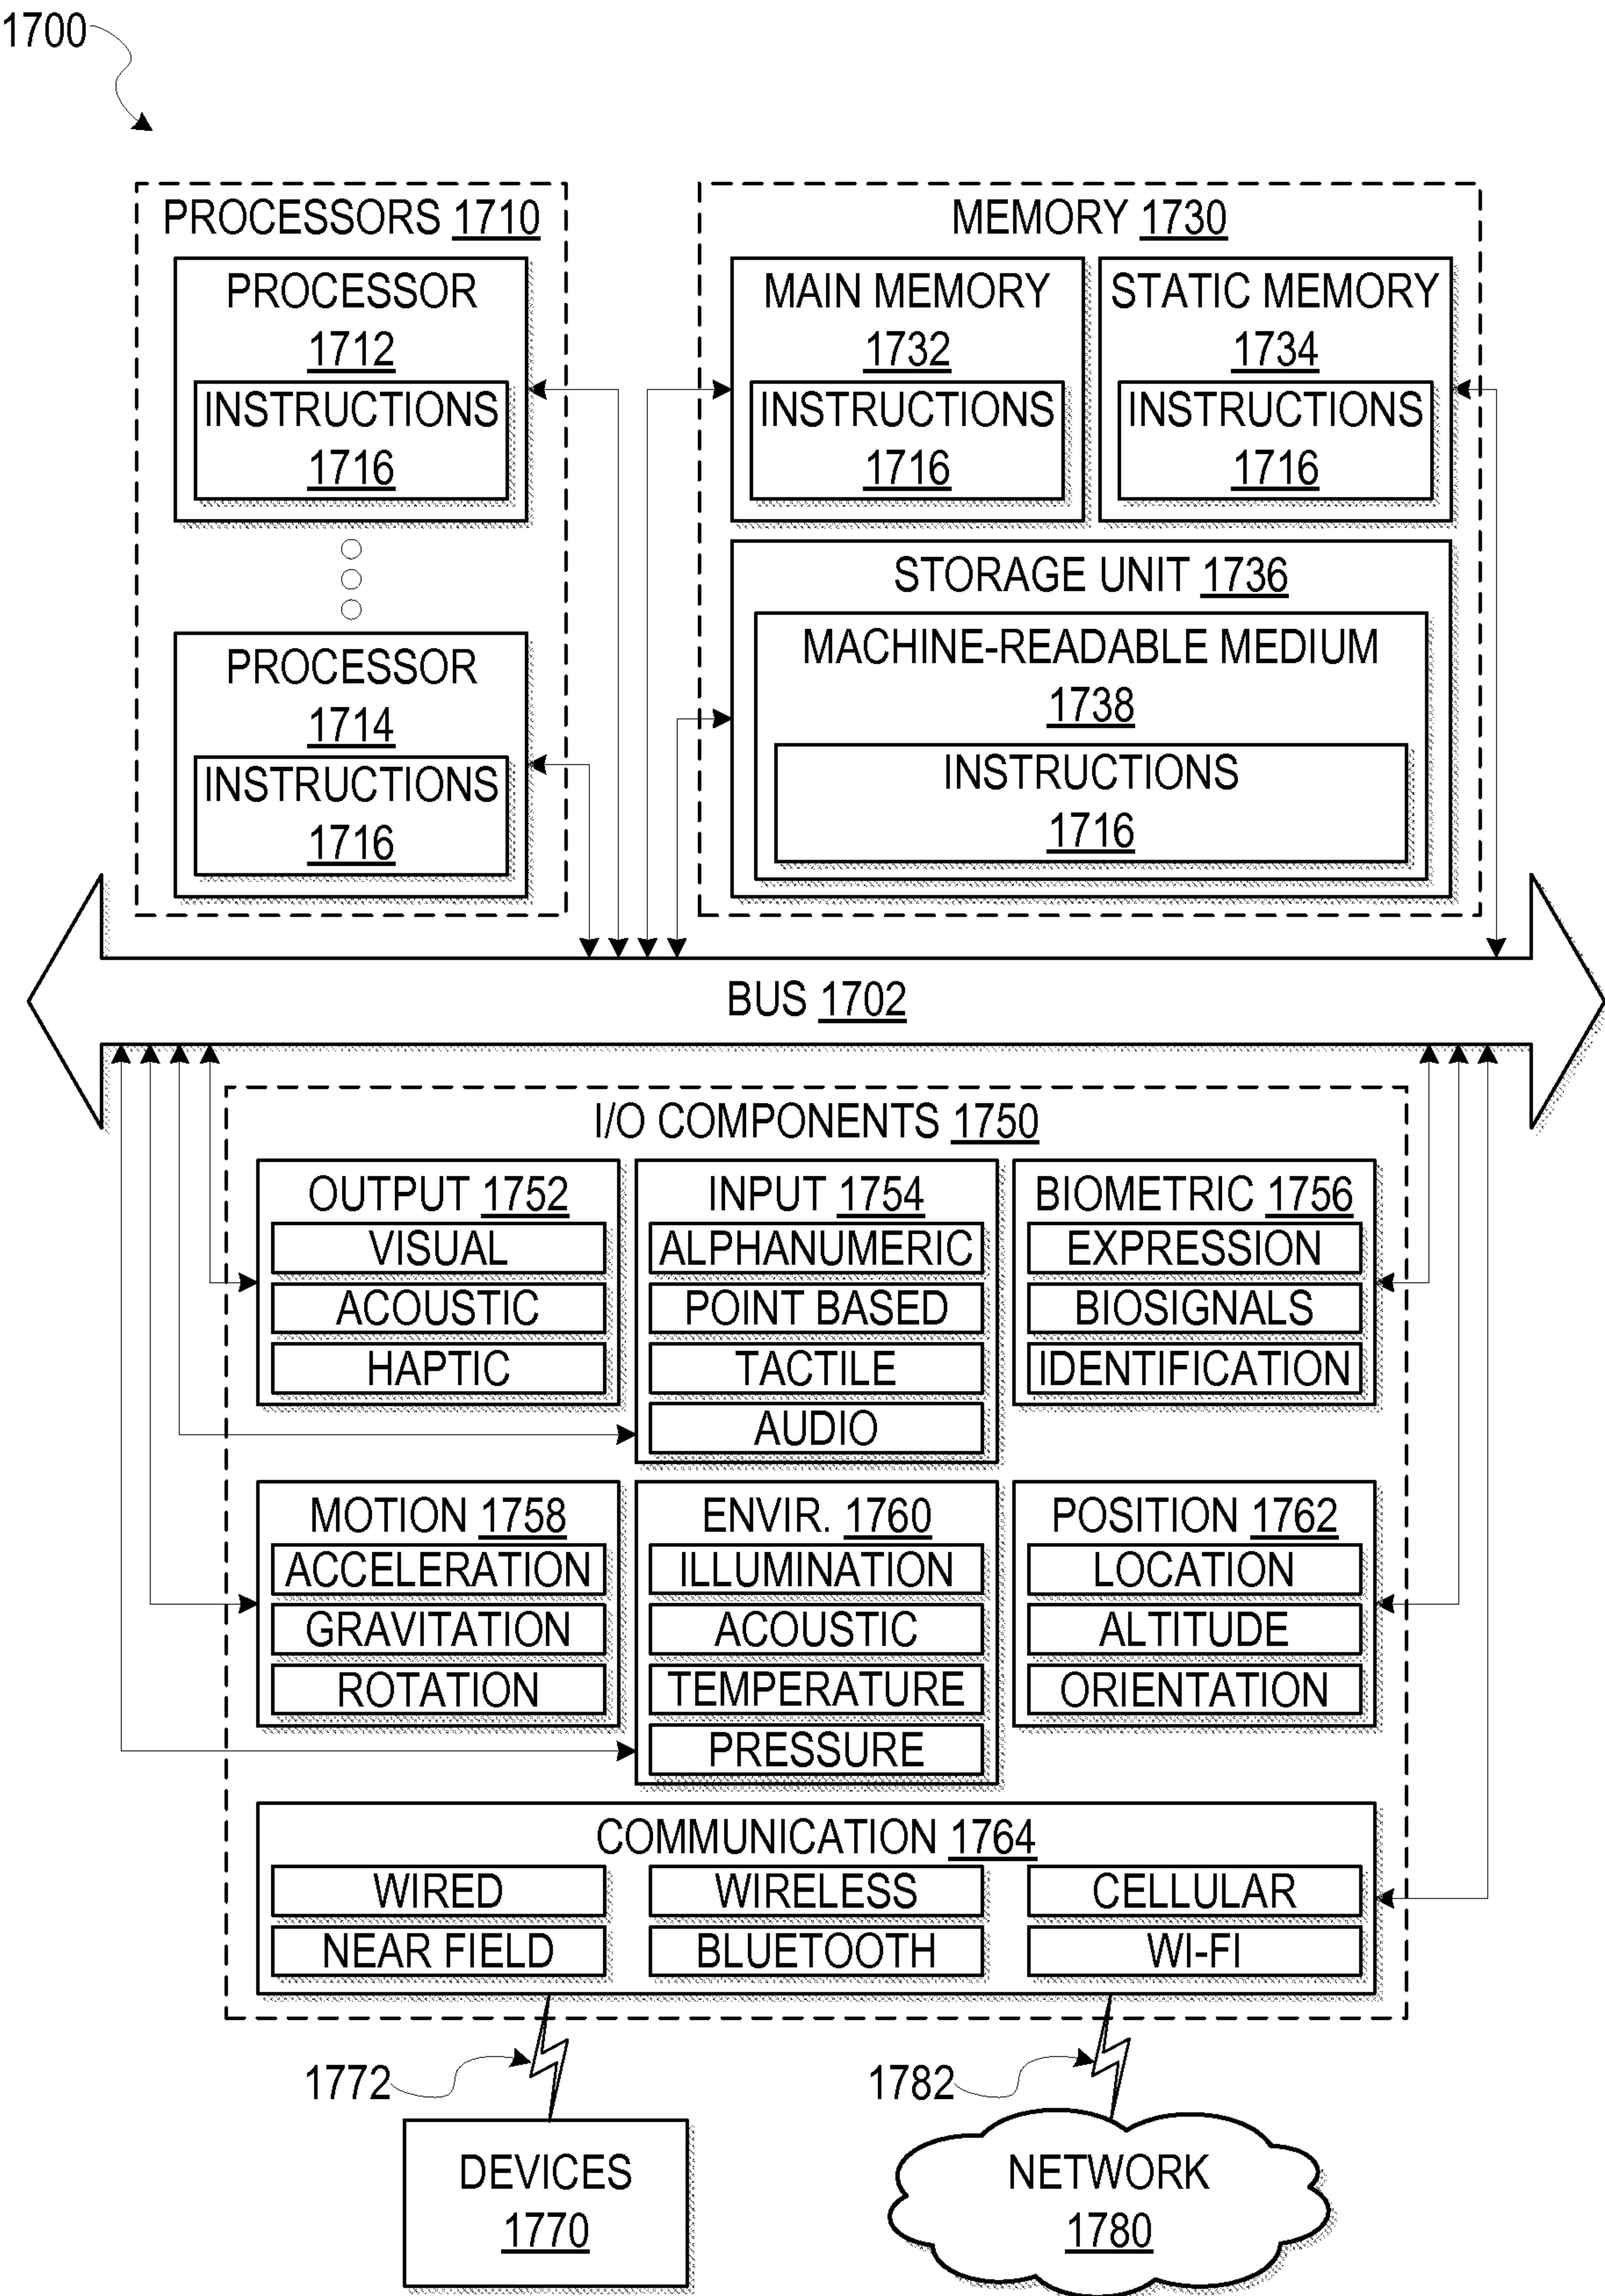 1700
PROCESSORS 1710
PROCESSOR
1712
INSTRUCTIONS
1716
PROCESSOR
1714
INSTRUCTIONS
1716
MEMORY 1730
MAIN MEMORY
1732
INSTRUCTIONS
1716
STATIC MEMORY
1734
INSTRUCTIONS
1716
STORAGE UNIT 1736
MACHINE-READABLE MEDIUM
1738
INSTRUCTIONS
1716
BUS 1702
I/O COMPONENTS 1750
OUTPUT 1752
VISUAL
ACOUSTIC
HAPTIC
INPUT 1754
ALPHANUMERIC
POINT BASED
TACTILE
AUDIO
BIOMETRIC 1756
EXPRESSION
BIOSIGNALS
IDENTIFICATION
MOTION 1758
ACCELERATION
GRAVITATION
ROTATION
ENVIR. 1760
ILLUMINATION
ACOUSTIC
TEMPERATURE
PRESSURE
POSITION 1762
LOCATION
ALTITUDE
ORIENTATION
COMMUNICATION 1764
WIRED
WIRELESS
CELLULAR
NEAR FIELD
BLUETOOTH
WI-FI
1772
1782
DEVICES
1770
NETWORK
1780